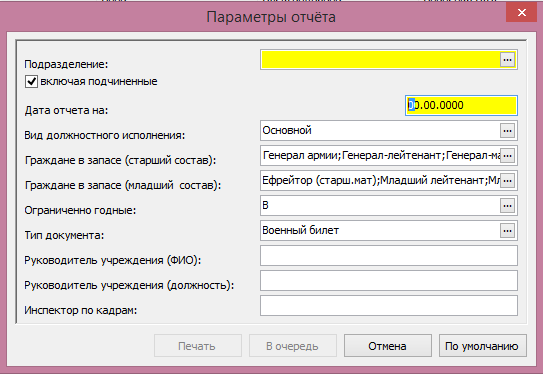 Параметры отчёта
Подразделение: ...
включая подчиненные
Дата отчета на: 00.00.0000
Вид должностного исполнения: Основной ...
Граждане в запасе (старший состав): Генерал армии;Генерал-лейтенант;Генерал-ма ...
Граждане в запасе (младший состав): Ефрейтор (старш.мат);Младший лейтенант;Мл ...
Ограниченно годные: В ...
Тип документа: Военный билет ...
Руководитель учреждения (ФИО):
Руководитель учреждения (должность):
Инспектор по кадрам:
Печать В очередь Отмена По умолчанию